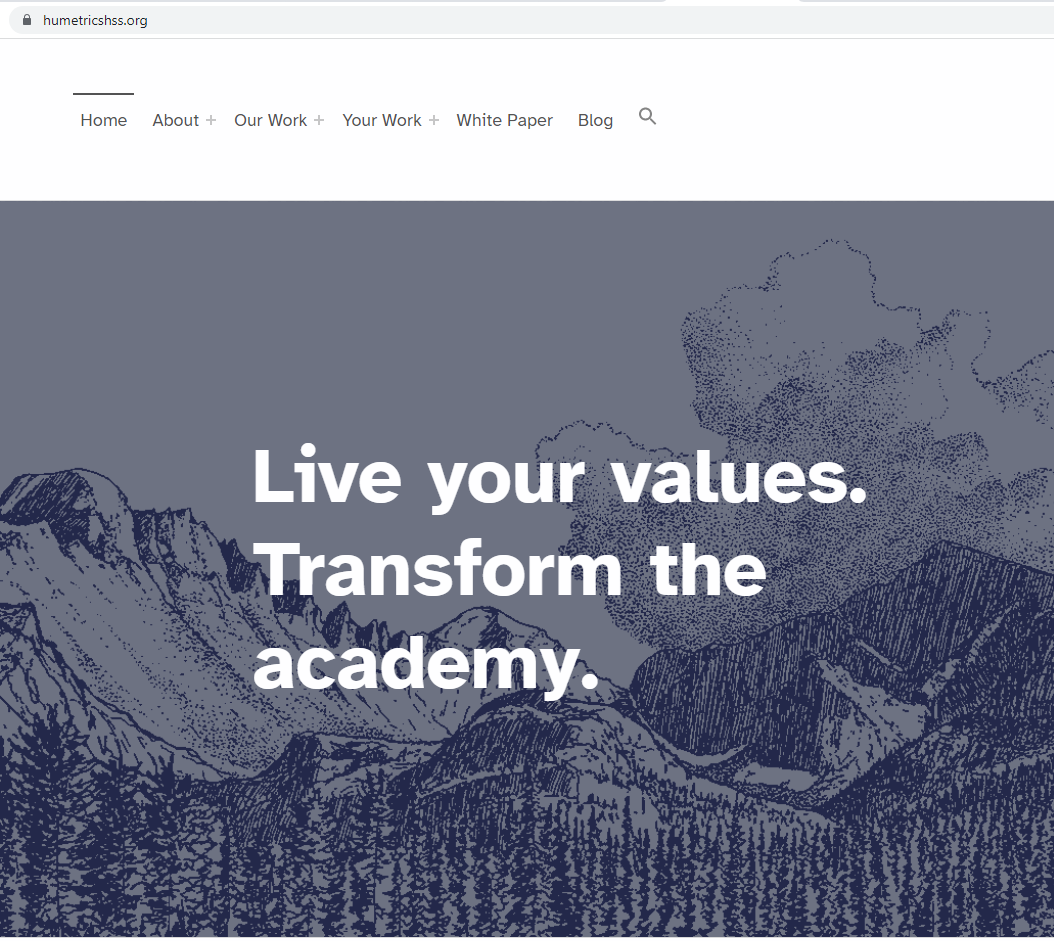 humetricshss.org
Home About + Our Work + Your Work + White Paper Blog
Live your values.
Transform the
academy.